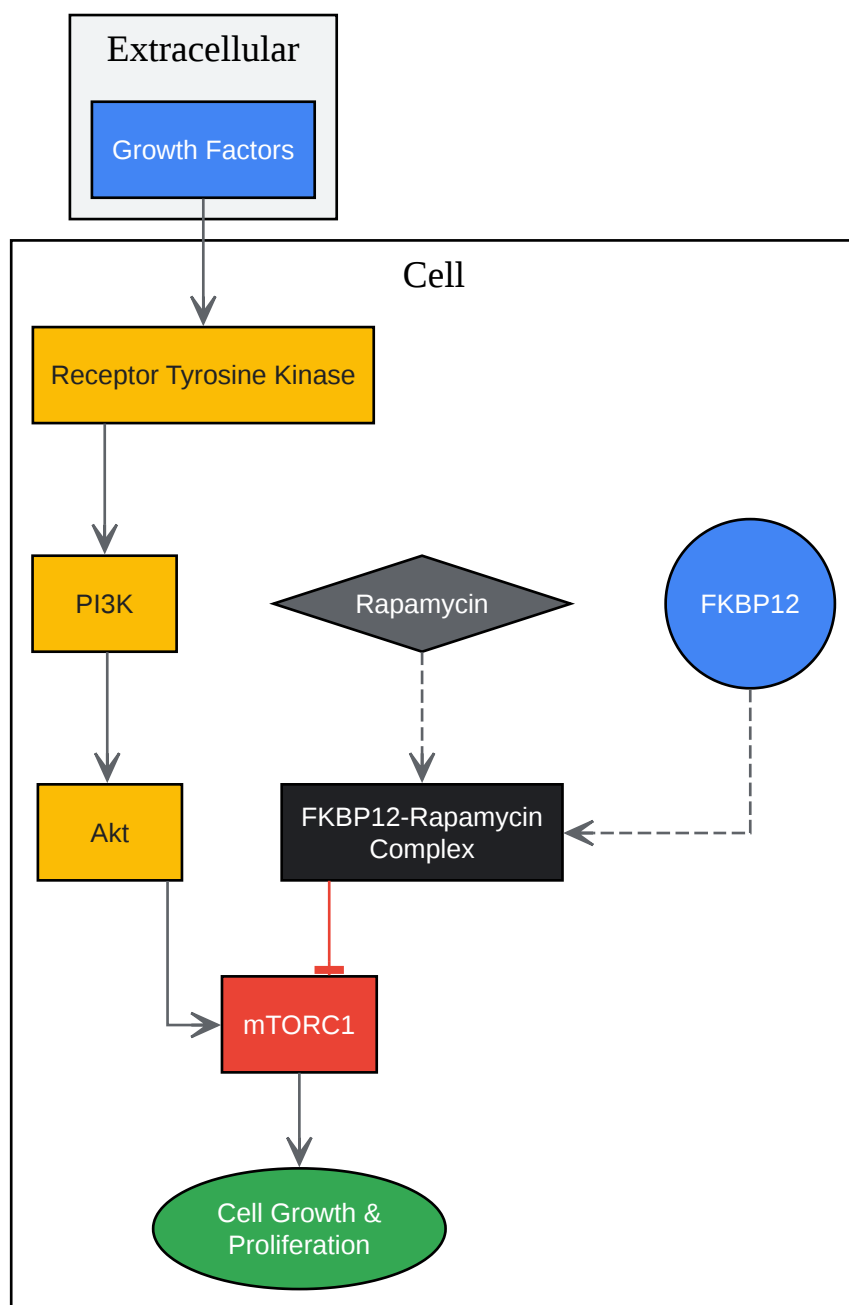 Extracellular
Growth Factors
Cell
Receptor Tyrosine Kinase
PI3K
Rapamycin
FKBP12
Akt
FKBP12-Rapamycin
Complex
mTORC1
Cell Growth &
Proliferation